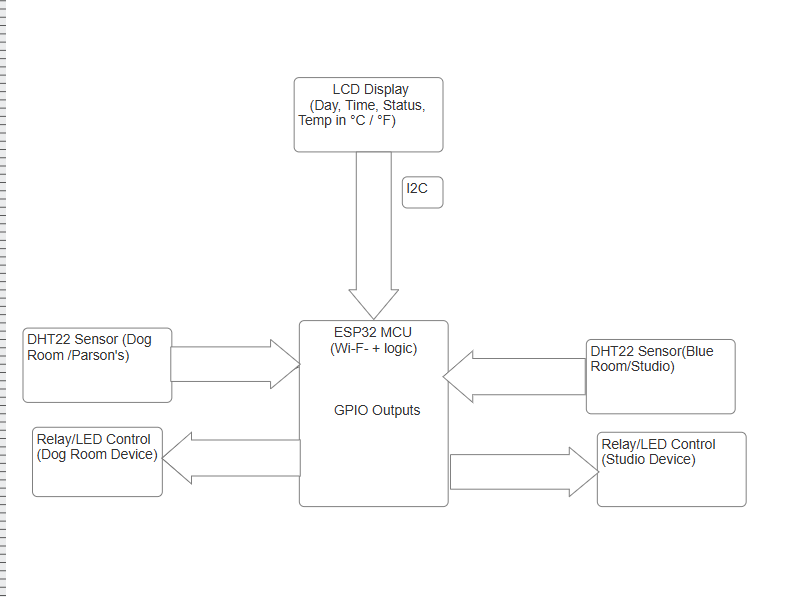 LCD Display
(Day, Time, Status,
Temp in °C / °F)
I2C
ESP32 MCU
(Wi-F- + logic)
GPIO Outputs
DHT22 Sensor (Dog
Room /Parson's)
DHT22 Sensor(Blue
Room/Studio)
Relay/LED Control
(Dog Room Device)
Relay/LED Control
(Studio Device)